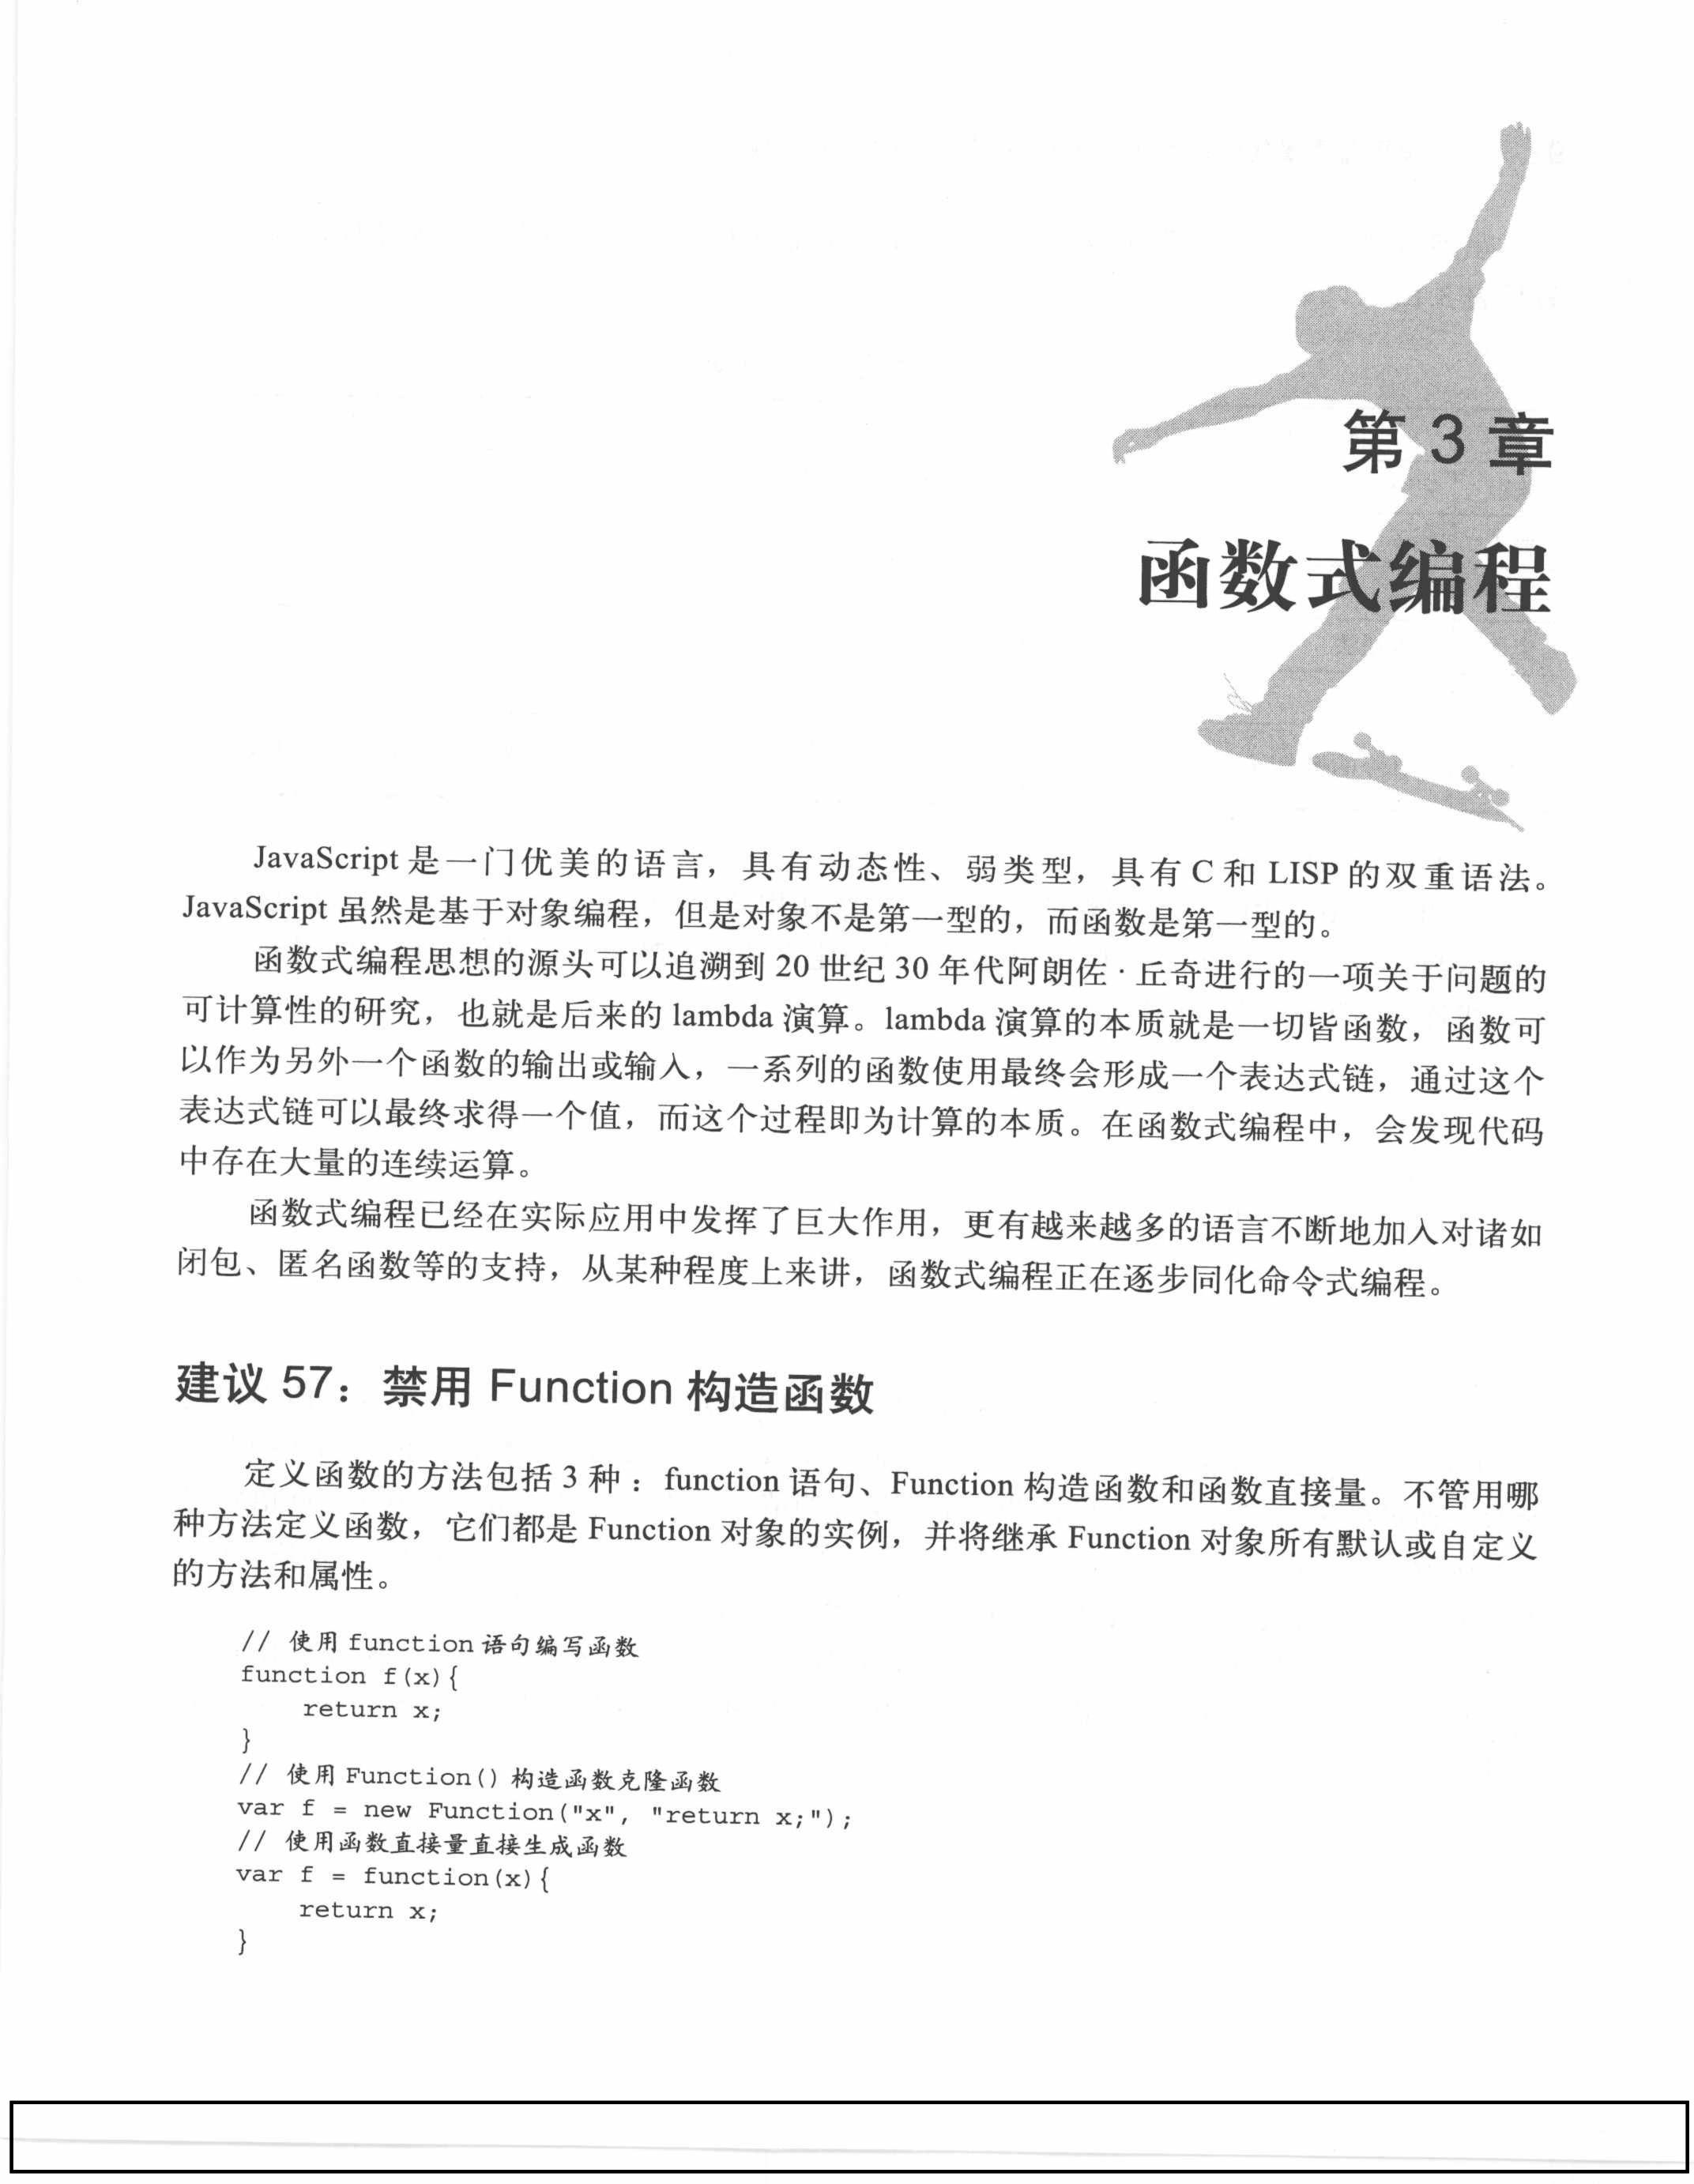 第 3 章
函数式编程
JavaScript 是一门优美的语言，具有动态性、弱类型，具有 C 和 LISP 的双重语法。
JavaScript 虽然是基于对象编程，但是对象不是第一型的，而函数是第一型的。
函数式编程思想的源头可以追溯到 20 世纪 30 年代阿朗佐·丘奇进行的一项关于问题的
可计算性的研究，也就是后来的 lambda 演算。lambda 演算的本质就是一切皆函数，函数可
以作为另外一个函数的输出或输入，一系列的函数使用最终会形成一个表达式链，通过这个
表达式链可以最终求得一个值，而这个过程即为计算的本质。在函数式编程中，会发现代码
中存在大量的连续运算。
函数式编程已经在实际应用中发挥了巨大作用，更有越来越多的语言不断地加入对诸如
闭包、匿名函数等的支持，从某种程度上来讲，函数式编程正在逐步同化命令式编程。
建议 57：禁用 Function 构造函数
定义函数的方法包括 3 种：function 语句、Function 构造函数和函数直接量。不管用哪
种方法定义函数，它们都是 Function 对象的实例，并将继承 Function 对象所有默认或自定义
的方法和属性。
// 使用 function 语句编写函数
function f(x){
    return x;
}
// 使用 Function() 构造函数克隆函数
var f = new Function("x", "return x;");
// 使用函数直接量直接生成函数
var f = function(x){
    return x;
}